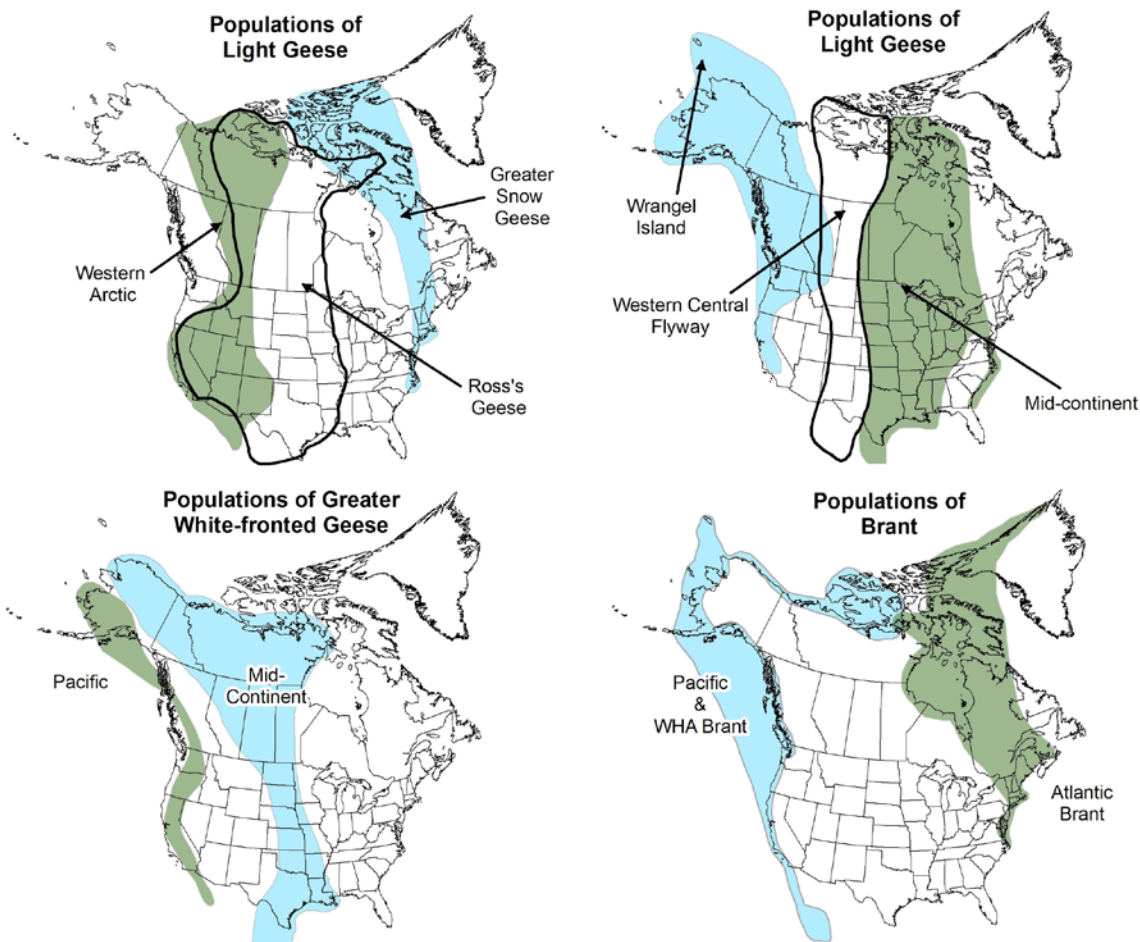 Populations of
Light Geese
Greater
Snow
Geese
Western
Arctic
Ross's
Geese
Populations of
Light Geese
Wrangel
Island
Western Central
Flyway
Mid-continent
Populations of Greater
White-fronted Geese
Pacific
Mid-
Continent
Populations of
Brant
Pacific
&
WHA Brant
Atlantic
Brant